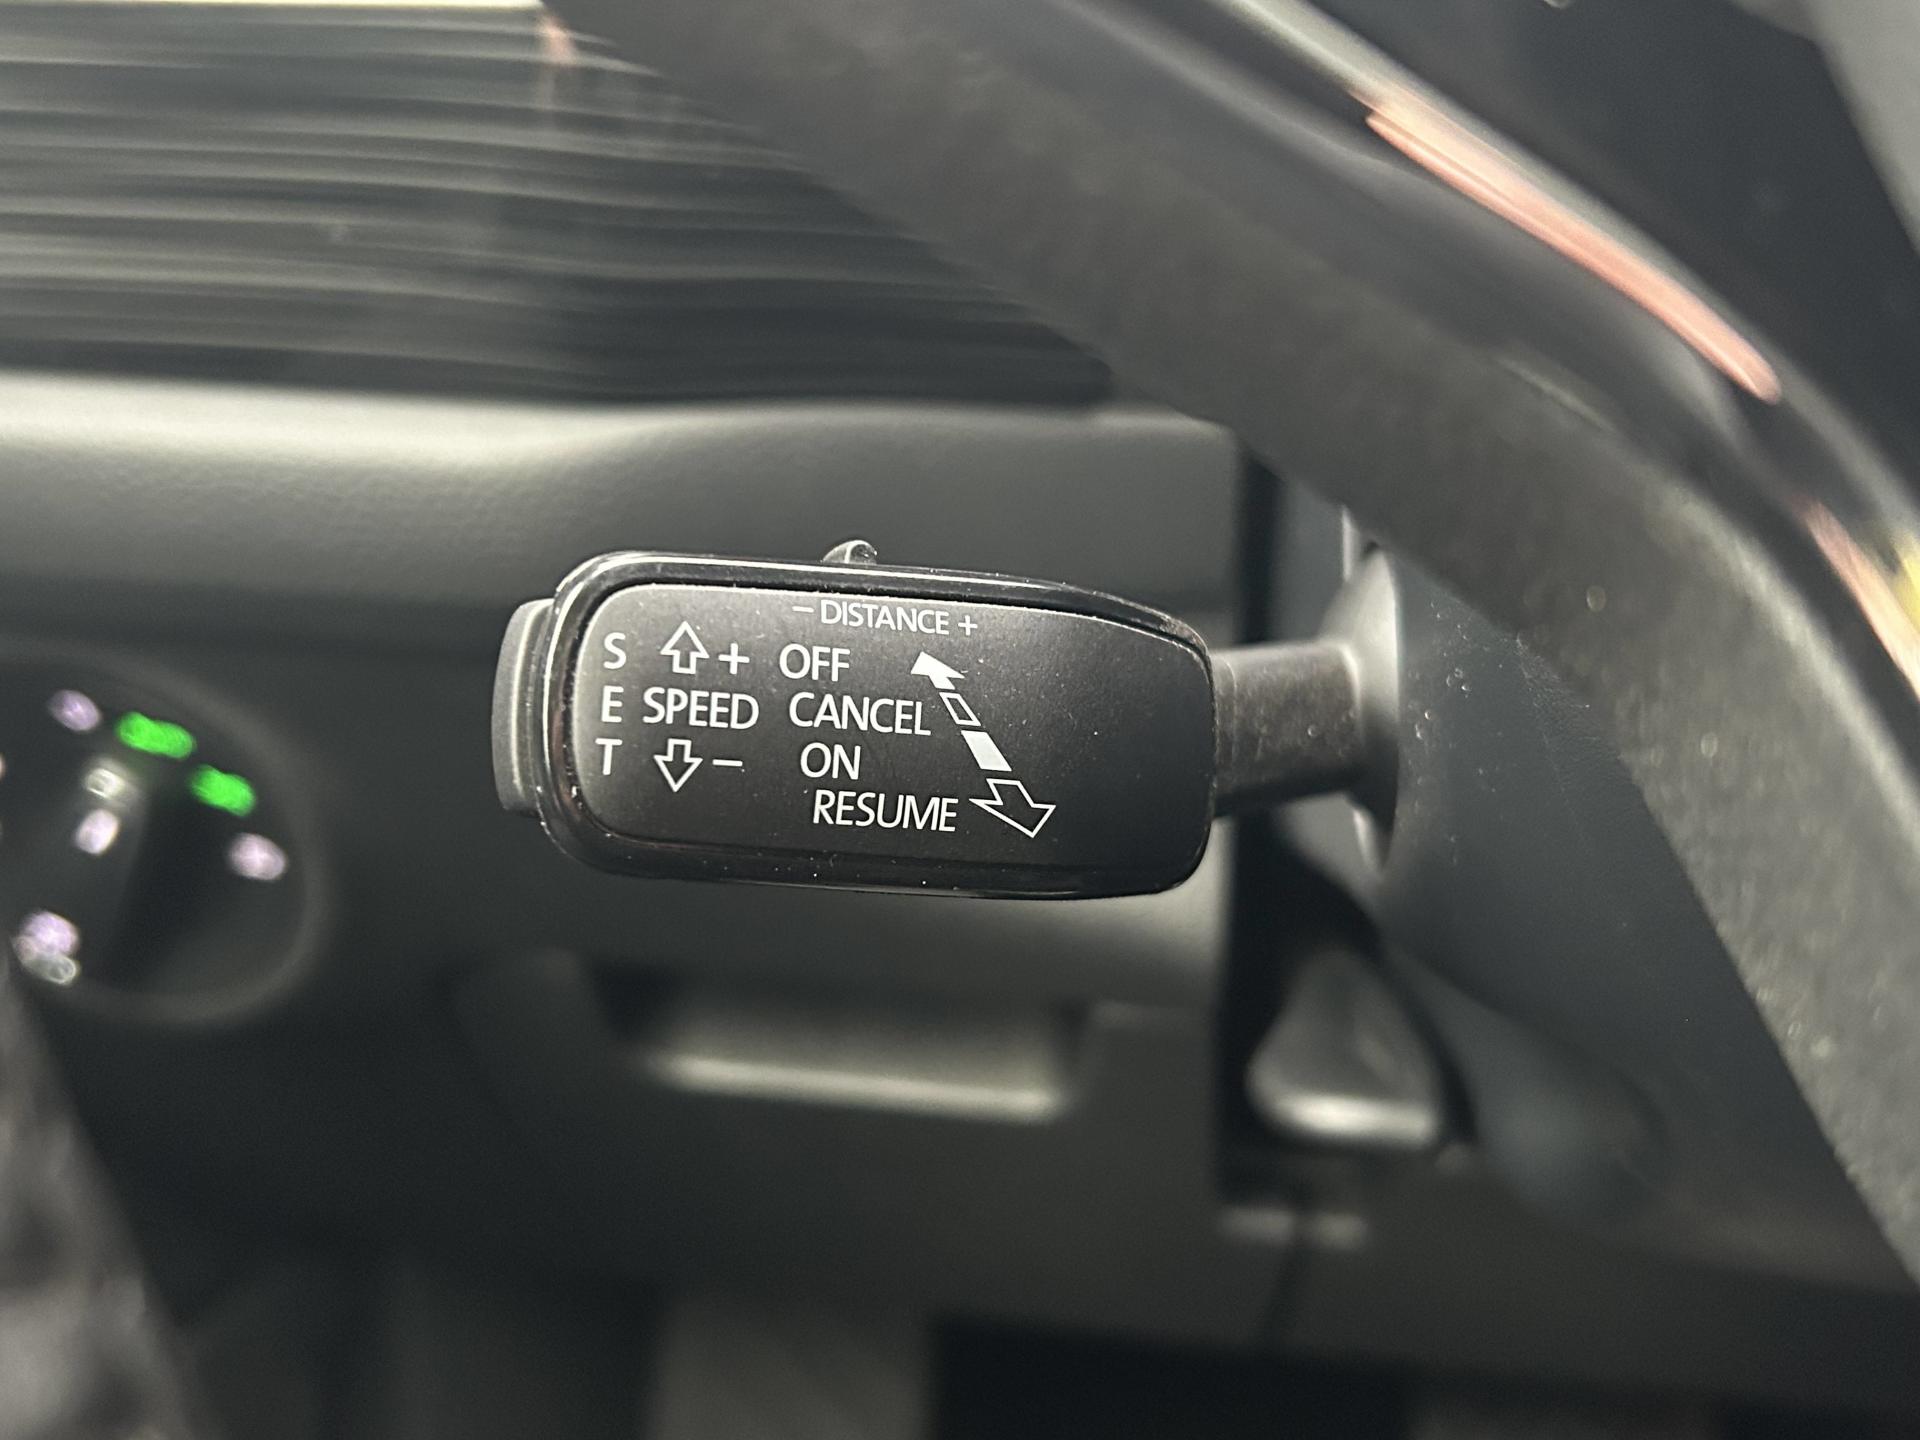 − DISTANCE +
S + OFF
E SPEED CANCEL
T − ON
RESUME